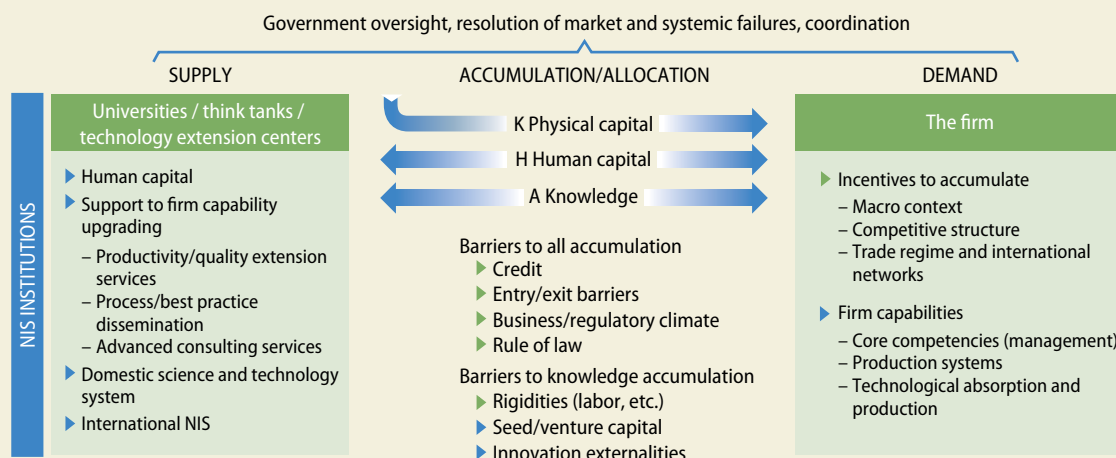 Government oversight, resolution of market and systemic failures, coordination
SUPPLY
ACCUMULATION/ALLOCATION
DEMAND
NIS INSTITUTIONS
Universities / think tanks /
technology extension centers
Human capital
Support to firm capability
upgrading
– Productivity/quality extension
services
– Process/best practice
dissemination
– Advanced consulting services
Domestic science and technology
system
International NIS
K Physical capital
H Human capital
A Knowledge
Barriers to all accumulation
Credit
Entry/exit barriers
Business/regulatory climate
Rule of law
Barriers to knowledge accumulation
Rigidities (labor, etc.)
Seed/venture capital
Innovation externalities
The firm
Incentives to accumulate
– Macro context
– Competitive structure
– Trade regime and international
networks
Firm capabilities
– Core competencies (management)
– Production systems
– Technological absorption and
production